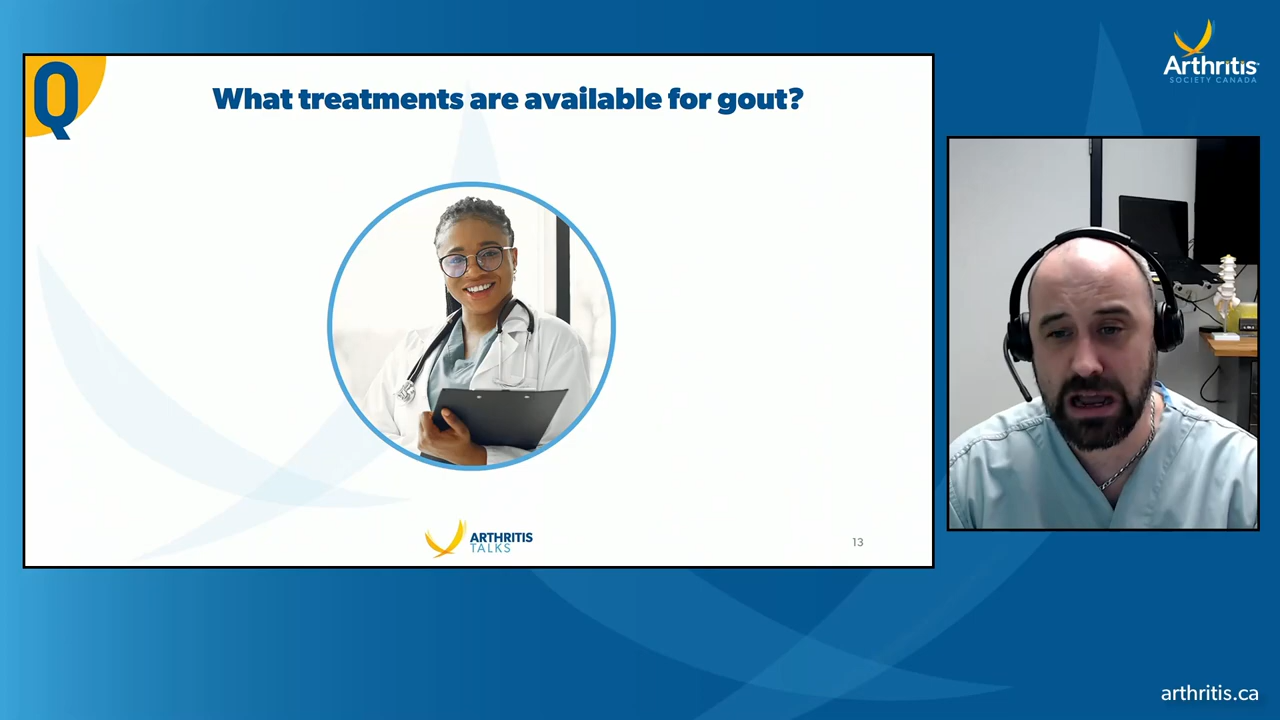 Q
What treatments are available for gout?
ARTHRITIS
TALKS
13
Arthritis
SOCIETY CANADA
arthritis.ca